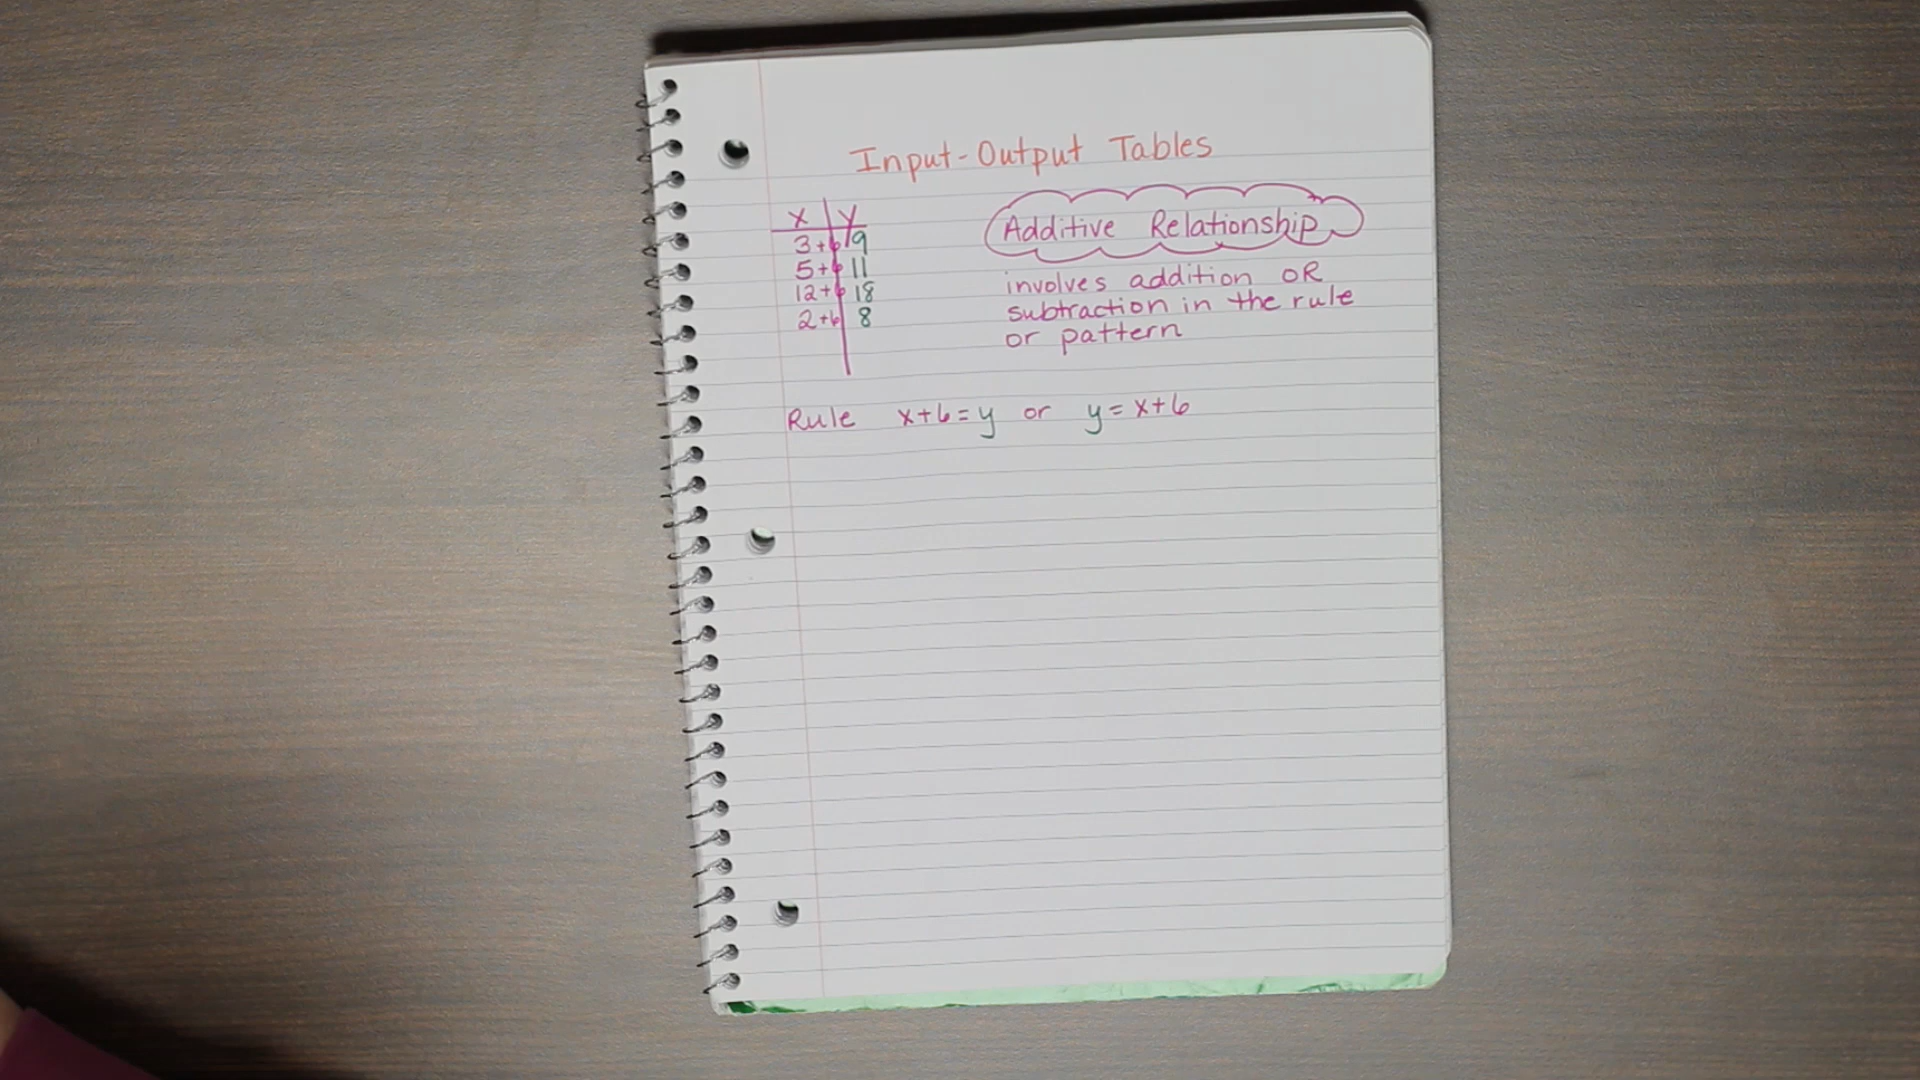 Input-Output Tables
x y
3+6 9
5+6 11
12+6 18
2+6 8
Additive Relationship
involves addition OR
subtraction in the rule
or pattern
Rule x+6=y or y=x+6